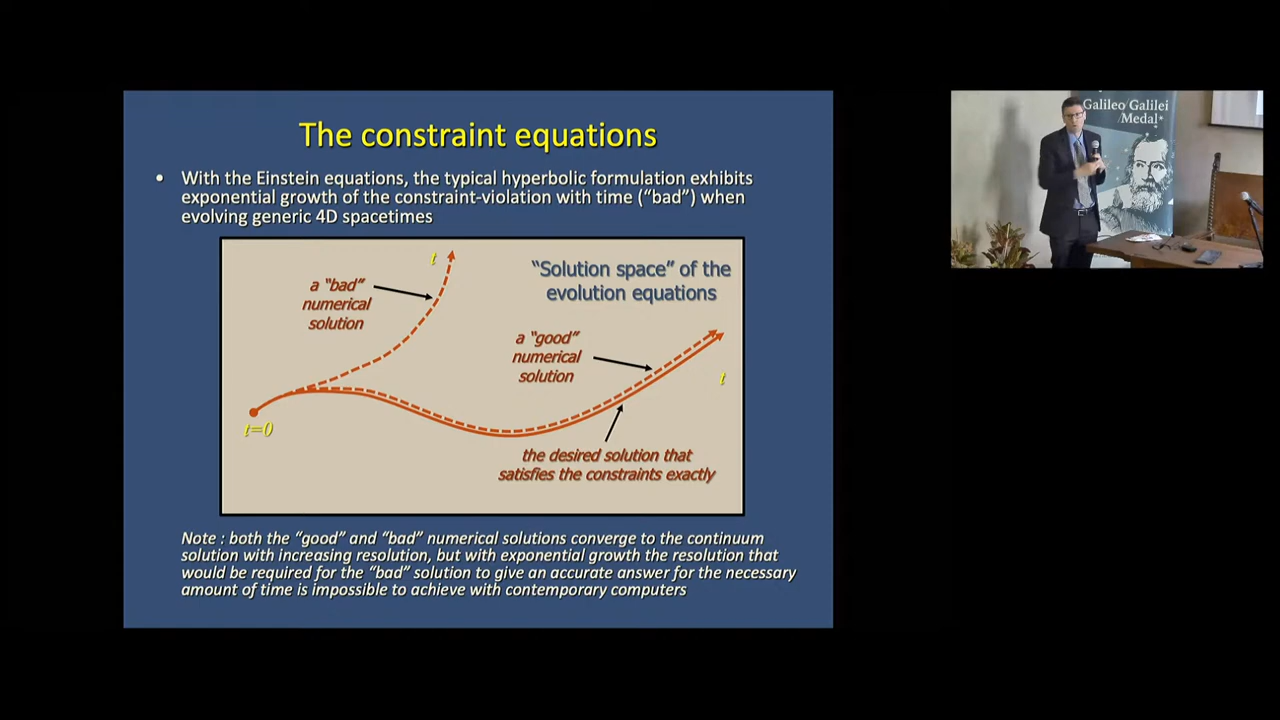 The constraint equations
• With the Einstein equations, the typical hyperbolic formulation exhibits
exponential growth of the constraint-violation with time (“bad”) when
evolving generic 4D spacetimes
t
a “bad”
numerical
solution
“Solution space” of the
evolution equations
a “good”
numerical
solution
t
t=0
the desired solution that
satisfies the constraints exactly
Note : both the “good” and “bad” numerical solutions converge to the continuum
solution with increasing resolution, but with exponential growth the resolution that
would be required for the “bad” solution to give an accurate answer for the necessary
amount of time is impossible to achieve with contemporary computers
Galileo Galilei
Medal